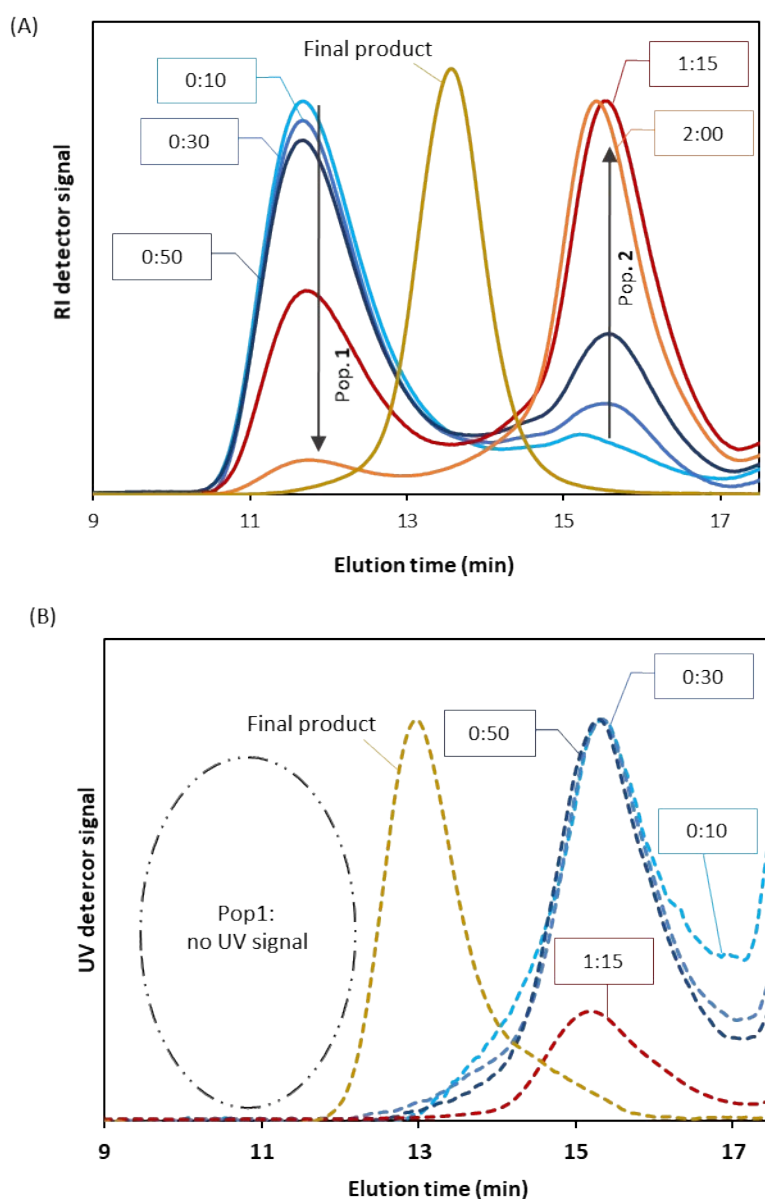 (A)
Final product
0:10
1:15
0:30
2:00
0:50
RI detector signal
Pop. 1
Pop. 2
9
11
13
15
17
Elution time (min)
(B)
0:30
Final product
0:50
0:10
UV detercor signal
Pop1:
no UV signal
1:15
9
11
13
15
17
Elution time (min)